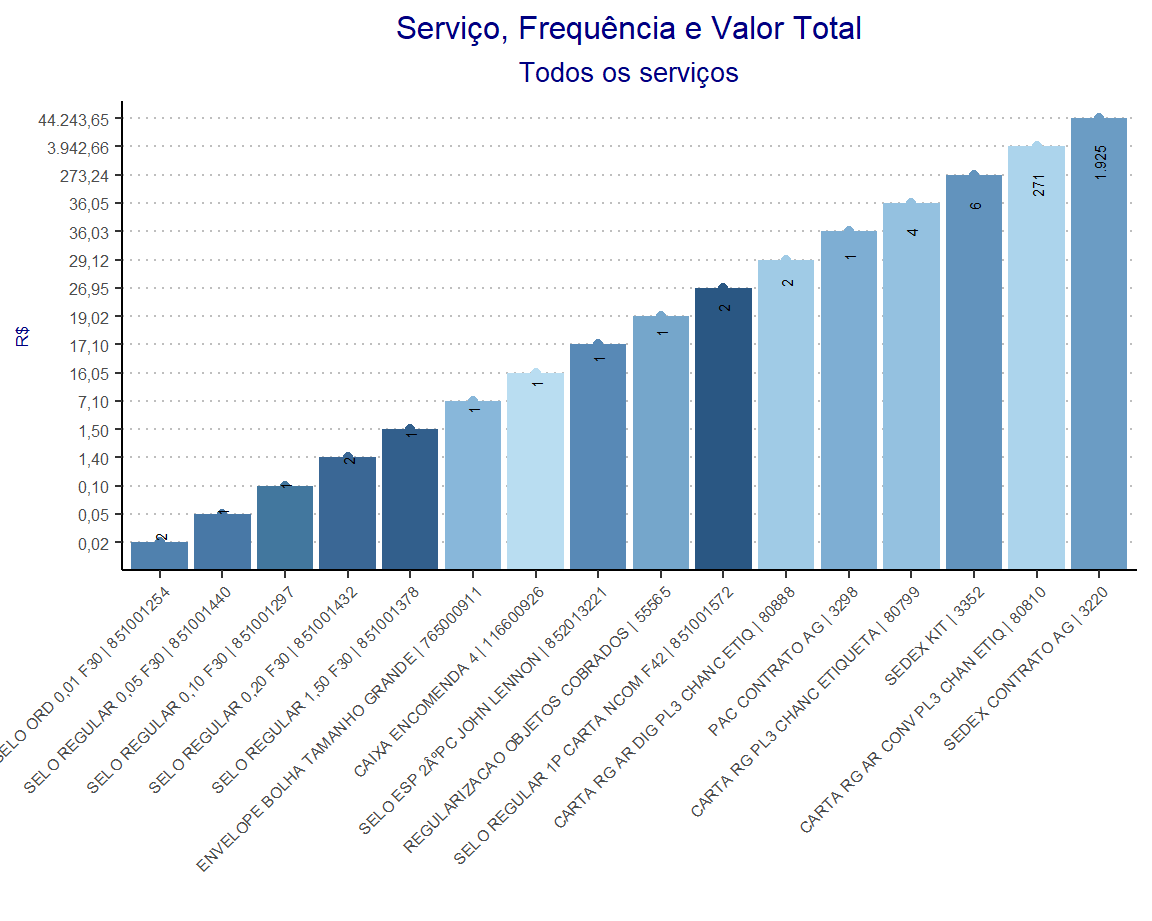 Serviço, Frequência e Valor Total
Todos os serviços
R$
44.243,65
3.942,66
273,24
36,05
36,03
29,12
26,95
19,02
17,10
16,05
7,10
1,50
1,40
0,10
0,05
0,02
2
1
1
2
1
1
1
1
1
2
2
1
4
6
271
1.925
SELO ORD 0,01 F30 | 851001254
SELO REGULAR 0,05 F30 | 851001440
SELO REGULAR 0,10 F30 | 851001297
SELO REGULAR 0,20 F30 | 851001432
SELO REGULAR 1,50 F30 | 851001378
ENVELOPE BOLHA TAMANHO GRANDE | 765000911
CAIXA ENCOMENDA 4 | 116600926
SELO ESP 2ÂºPC JOHN LENNON | 852013221
REGULARIZACAO OBJETOS COBRADOS | 55565
SELO REGULAR 1P CARTA NCOM F42 | 851001572
CARTA RG AR DIG PL3 CHANC ETIQ | 80888
PAC CONTRATO AG | 3298
CARTA RG PL3 CHANC ETIQUETA | 80799
SEDEX KIT | 3352
CARTA RG AR CONV PL3 CHAN ETIQ | 80810
SEDEX CONTRATO AG | 3220